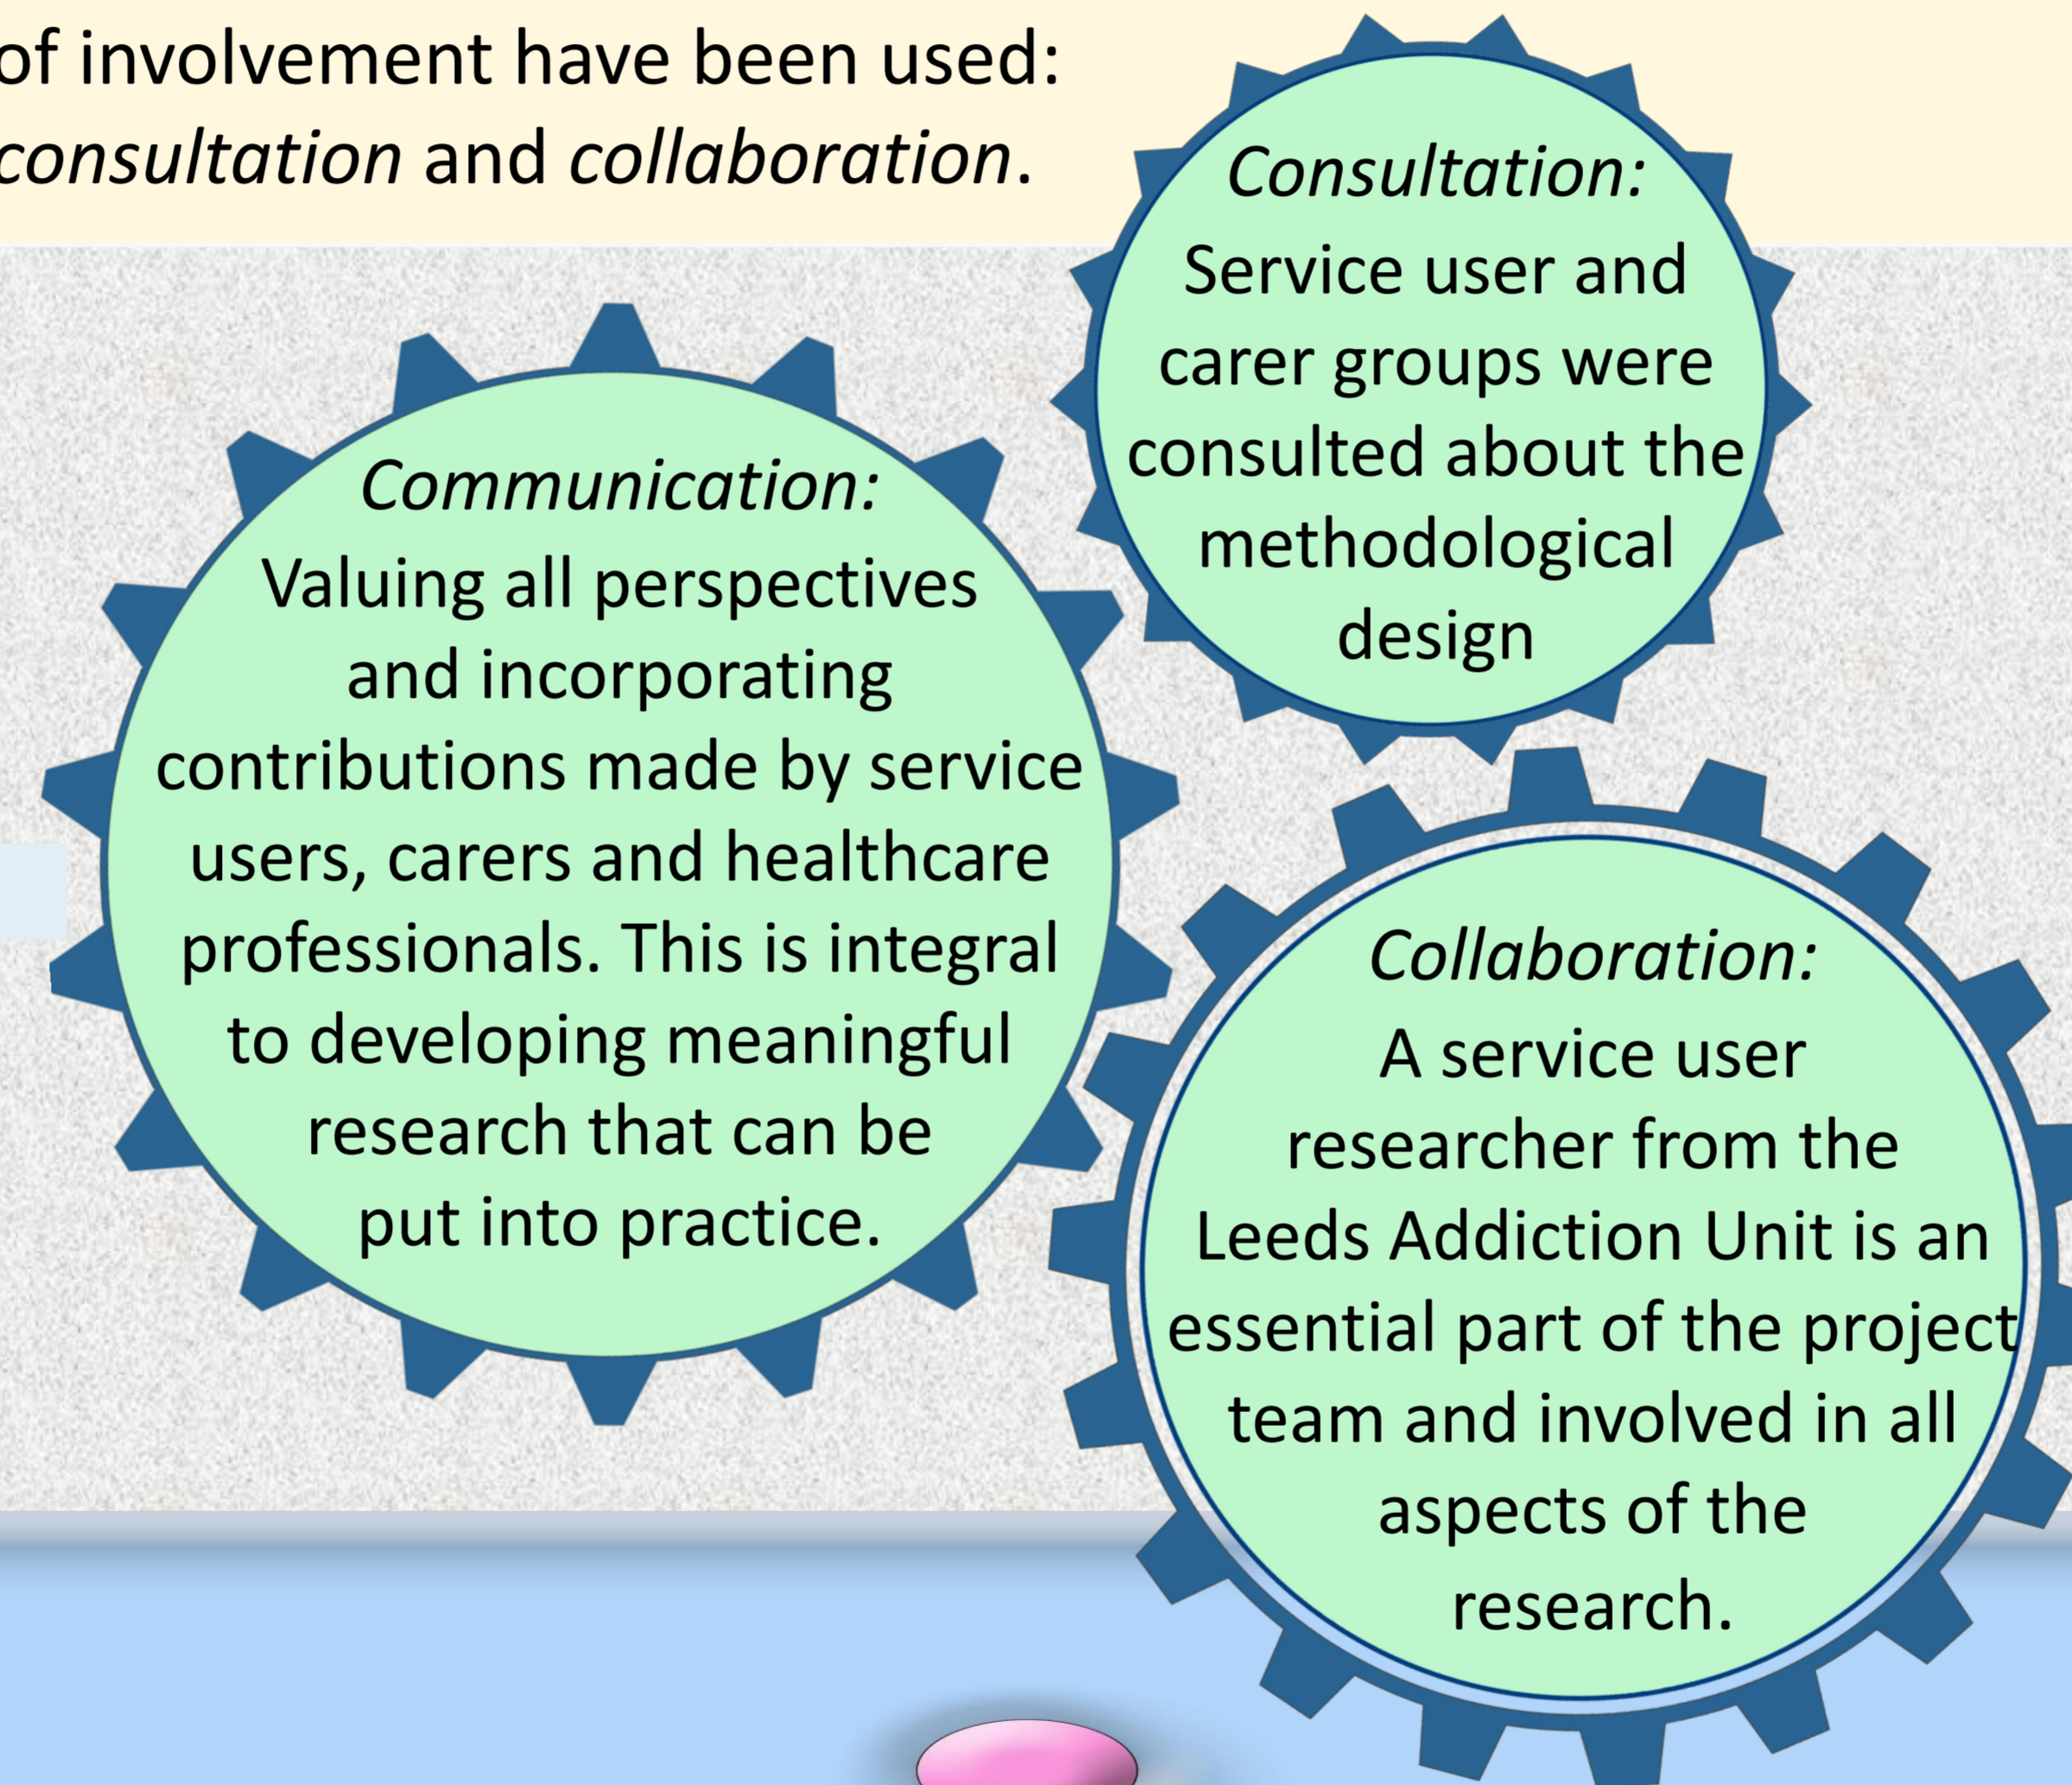 of involvement have been used:
consultation and collaboration.
Consultation:
Service user and
carer groups were
consulted about the
methodological
design
Communication:
Valuing all perspectives
and incorporating
contributions made by service
users, carers and healthcare
professionals. This is integral
to developing meaningful
research that can be
put into practice.
Collaboration:
A service user
researcher from the
Leeds Addiction Unit is an
essential part of the project
team and involved in all
aspects of the
research.